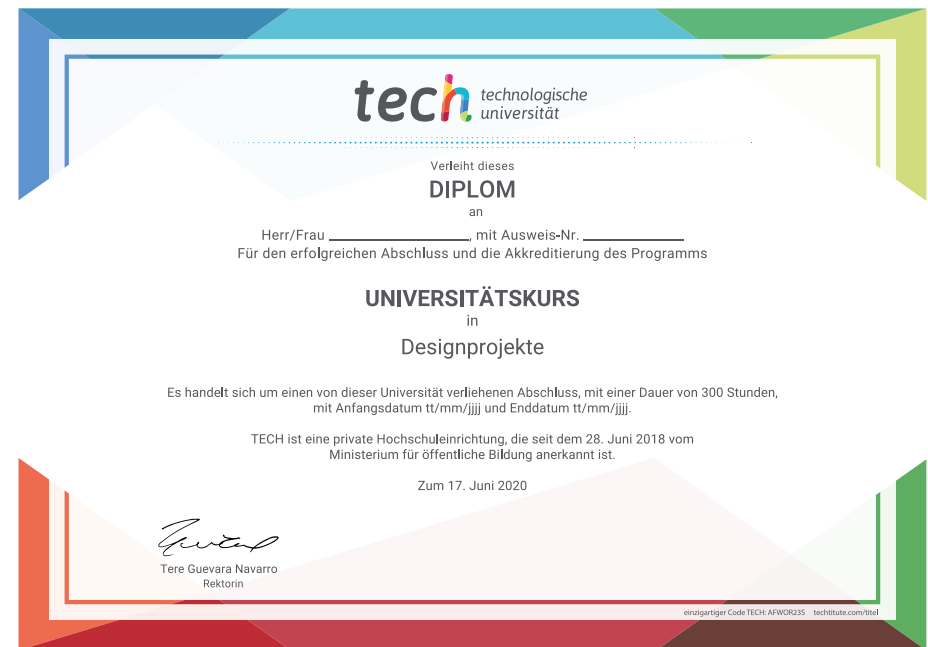 tech technologische
universität
Verleiht dieses
DIPLOM
an
Herr/Frau ____________________, mit Ausweis-Nr. ______________
Für den erfolgreichen Abschluss und die Akkreditierung des Programms
UNIVERSITÄTSKURS
in
Designprojekte
Es handelt sich um einen von dieser Universität verliehenen Abschluss, mit einer Dauer von 300 Stunden,
mit Anfangsdatum tt/mm/jjjj und Enddatum tt/mm/jjjj.
TECH ist eine private Hochschuleinrichtung, die seit dem 28. Juni 2018 vom
Ministerium für öffentliche Bildung anerkannt ist.
Zum 17. Juni 2020
Tere Guevara Navarro
Rektorin
einzigartiger Code TECH: AFWOR23S techtitute.com/titel